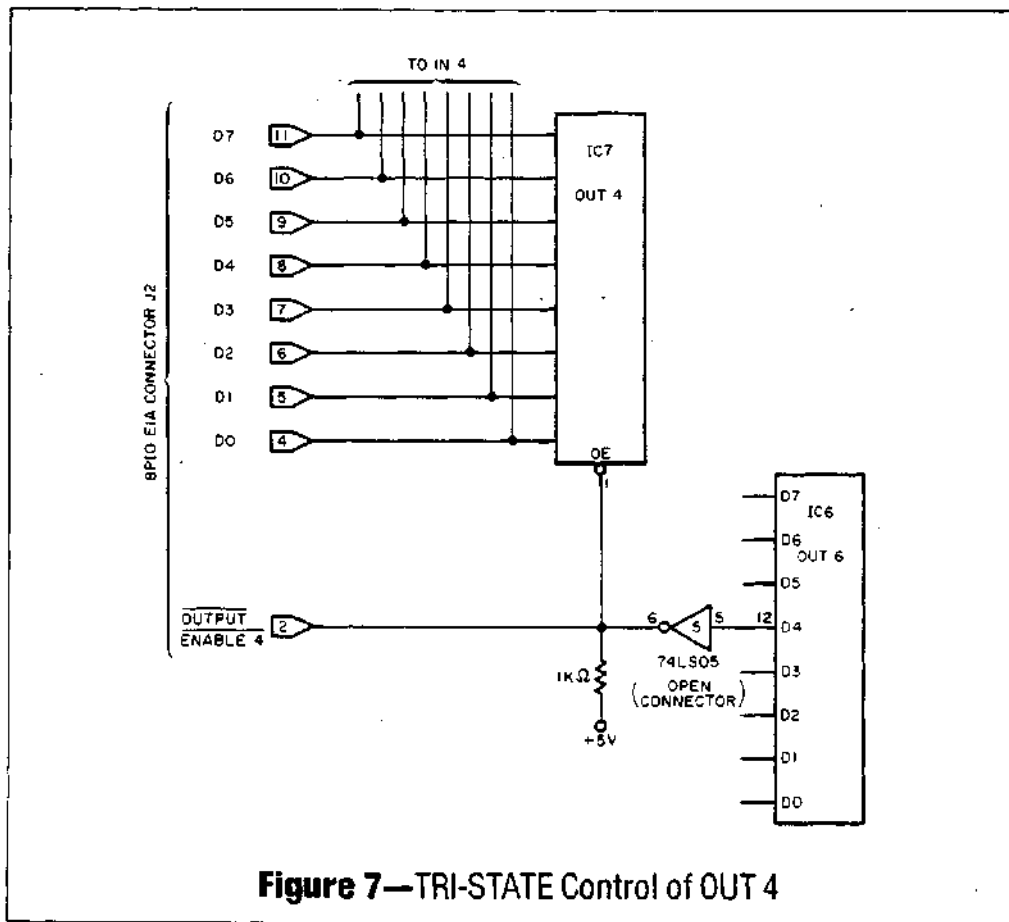 TO IN 4
D7 11
D6 10
D5 9
D4 8
D3 7
D2 6
D1 5
D0 4
8PIO EIA CONNECTOR J2
IC7
OUT 4
OE
1
OUTPUT
ENABLE 4
2
6 5 5 12
74LS05
(OPEN
CONNECTOR)
1KΩ
+5V
IC6
OUT 6
D7
D6
D5
D4
D3
D2
D1
D0
Figure 7—TRI-STATE Control of OUT 4